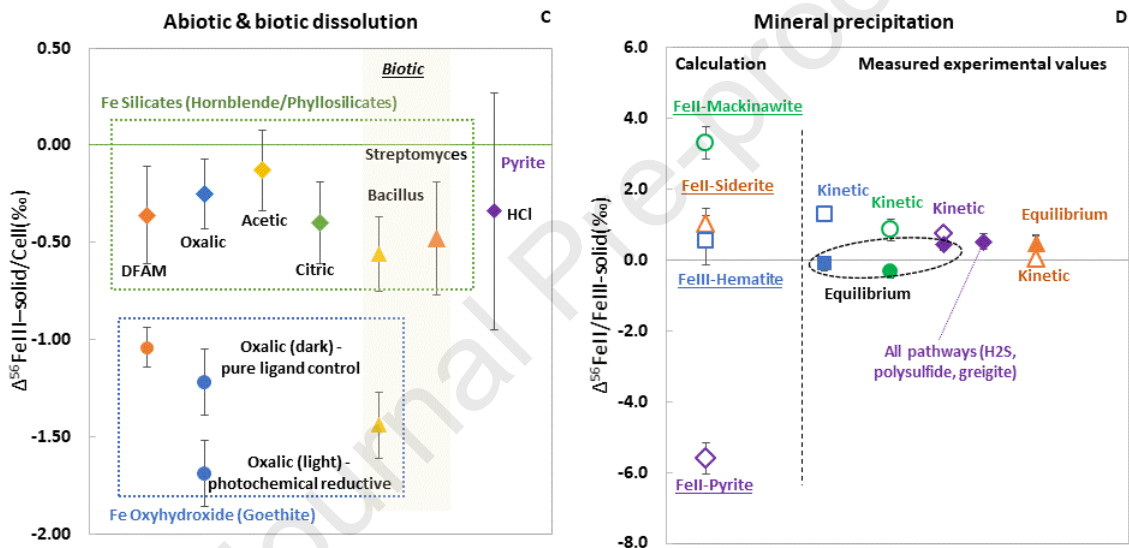 Abiotic & biotic dissolution
C
0.50
0.00
-0.50
-1.00
-1.50
-2.00
Δ56FeIII–solid/Cell(‰)
Biotic
Fe Silicates (Hornblende/Phyllosilicates)
Streptomyces
Pyrite
Bacillus
Acetic
HCl
Oxalic
DFAM
Citric
Oxalic (dark) -
pure ligand control
Oxalic (light) -
photochemical reductive
Fe Oxyhydroxide (Goethite)
Mineral precipitation
D
6.0
4.0
2.0
0.0
-2.0
-4.0
-6.0
-8.0
Δ56FeII/FeIII-solid(‰)
Calculation
Measured experimental values
FeII-Mackinawite
FeII-Siderite
Kinetic
Kinetic
Kinetic
Equilibrium
FeIII-Hematite
Kinetic
Equilibrium
All pathways (H2S,
polysulfide, greigite)
FeII-Pyrite
Journal Pre-proo